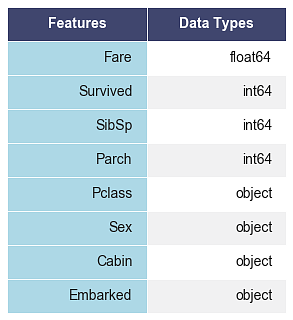 Features Data Types
Fare float64
Survived int64
SibSp int64
Parch int64
Pclass object
Sex object
Cabin object
Embarked object